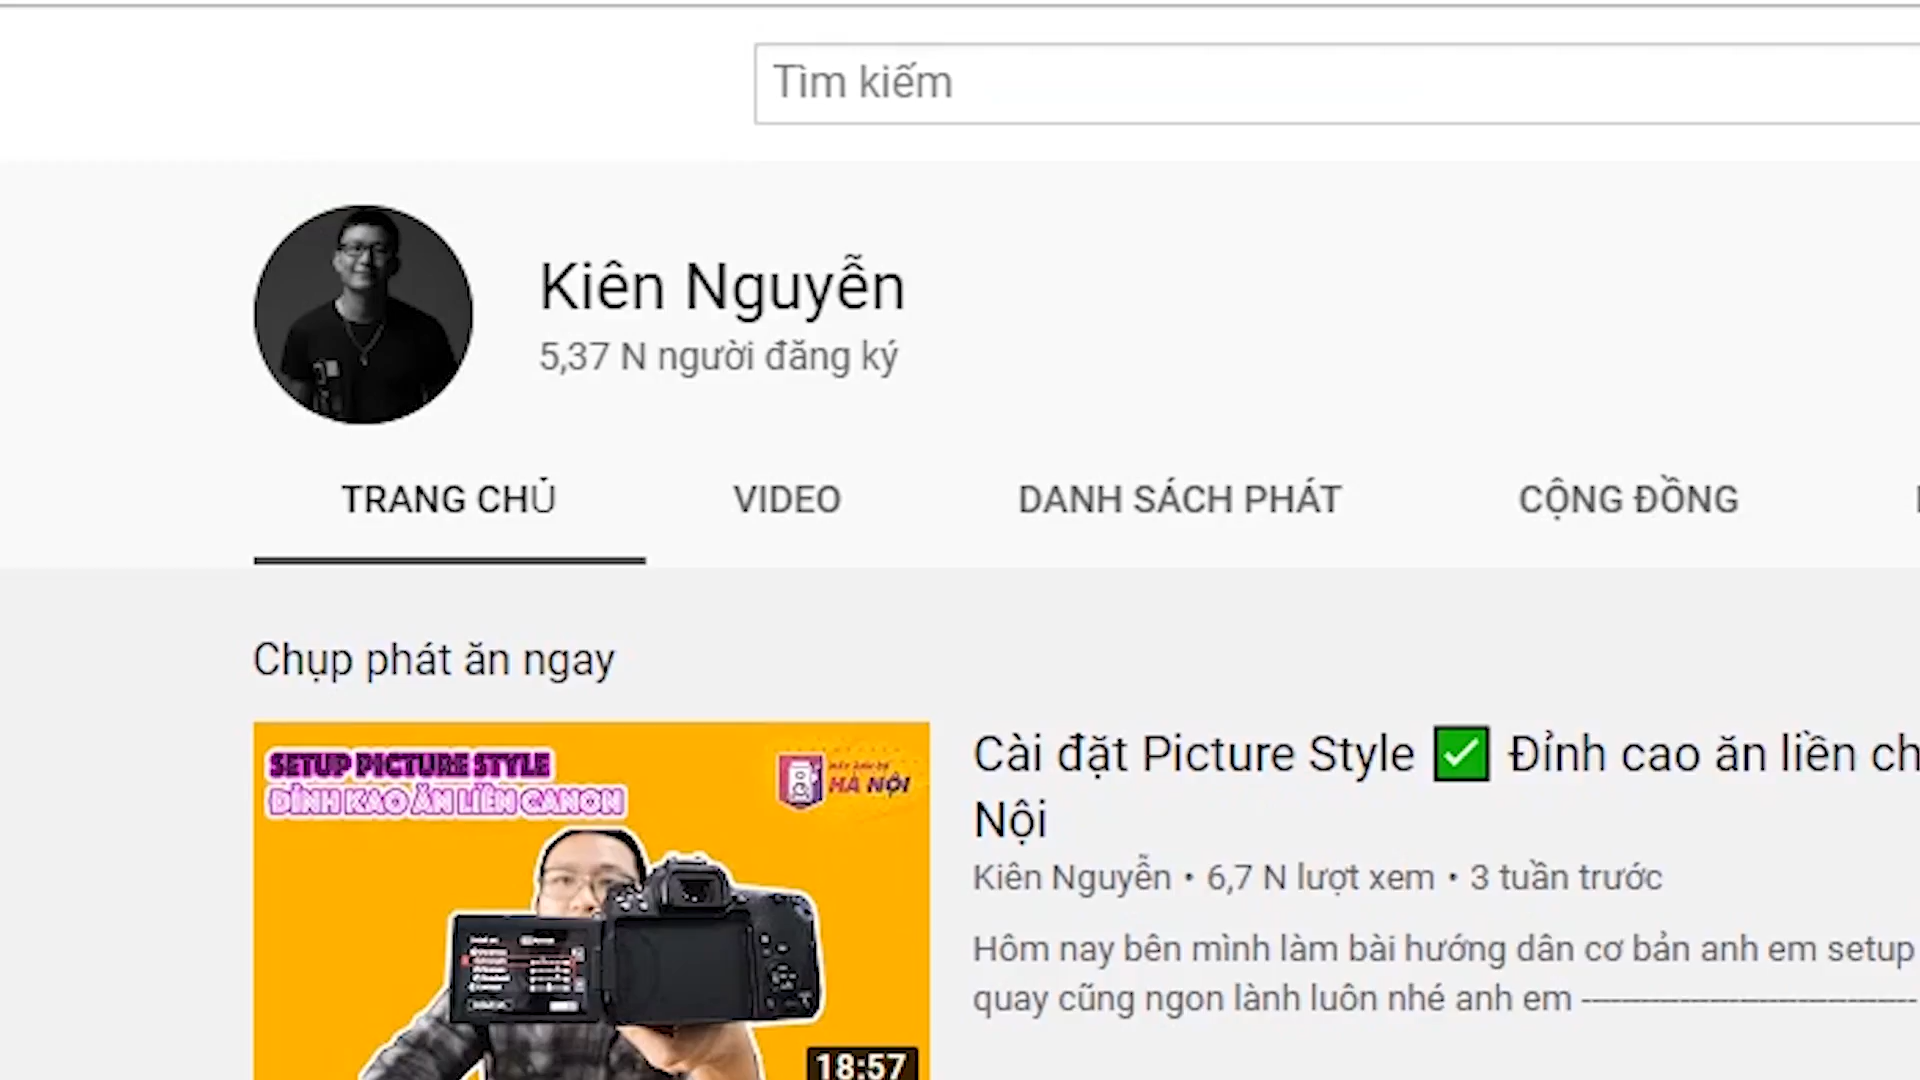 Tìm kiếm
Kiên Nguyễn
5,37 N người đăng ký
TRANG CHỦ
VIDEO
DANH SÁCH PHÁT
CỘNG ĐỒNG
Chụp phát ăn ngay
SETUP PICTURE STYLE
ĐỈNH KAO ĂN LIỀN CANON
HÀ NỘI
18:57
Cài đặt Picture Style ✅ Đỉnh cao ăn liền ch
Nội
Kiên Nguyễn • 6,7 N lượt xem • 3 tuần trước
Hôm nay bên mình làm bài hướng dân cơ bản anh em setup
quay cũng ngon lành luôn nhé anh em ------------------------------